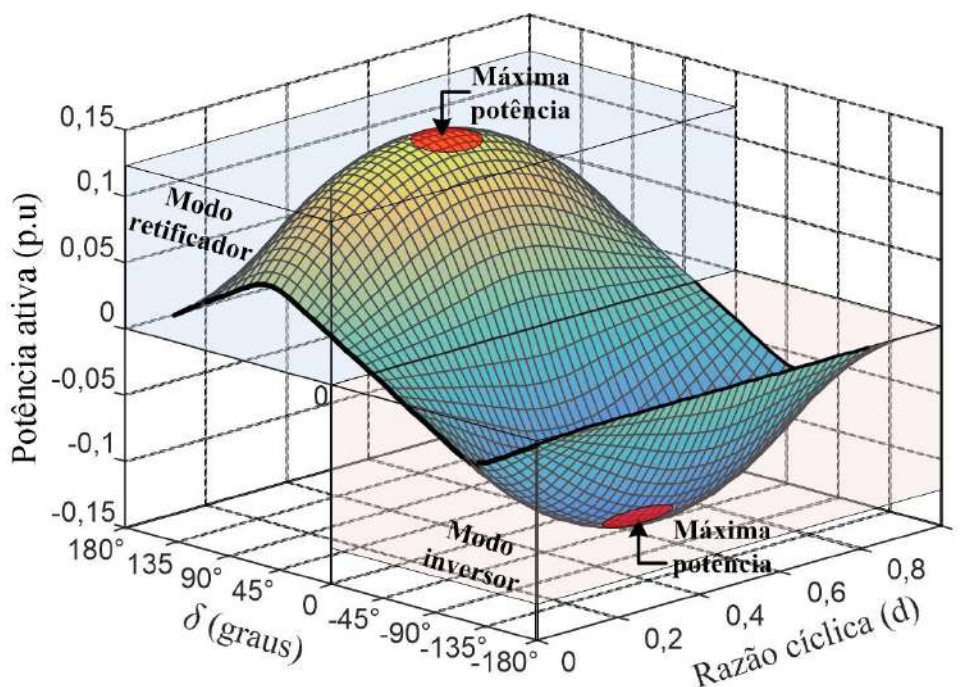 Máxima
potência
0,15
0,1
0,05
0
-0,05
-0,1
-0,15
Potência ativa (p.u)
Modo
retificador
0
Modo
inversor
Máxima
potência
180°
135
90°
45°
0
-45°
-90°
-135°
-180°
δ (graus)
0
0,2
0,4
0,6
0,8
Razão cíclica (d)